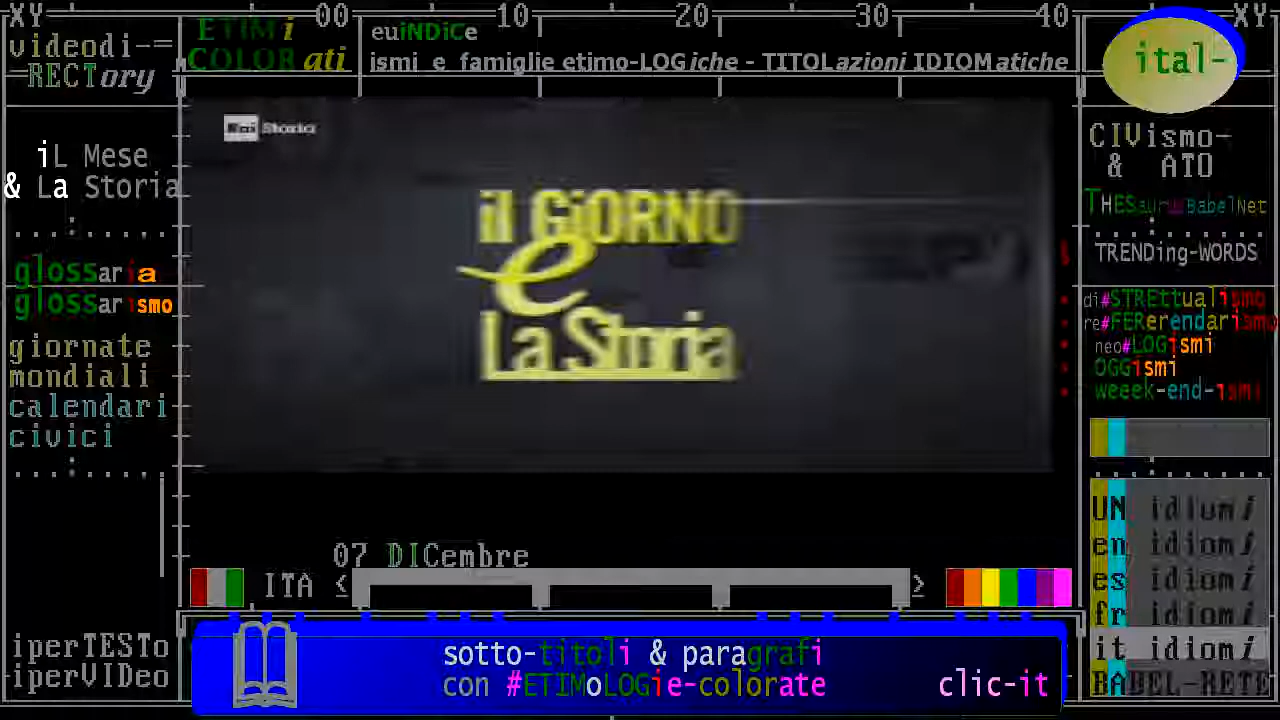 XY 00 10 20 30 40 XY
videodi-=
=RECTory
ETIMi
COLORati
euiNDiCe
ismi e famiglie etimo-LOGiche - TITOLazioni IDIOMatiche
ital-
iL Mese
& La Storia
...:.....
glossaria
glossarismo
giornate
mondiali
calendari
civici
...:.....
iperTESTo
-iperVIDeo
Rai Storia
il GiORNO
e
La Storia
07 DICembre
ITA < >
sotto-titoli & paragrafi
con #ETIMoLOGie-colorate
clic-it
CIVismo-
& ATO
THESaurus BabelNet
TRENDing-WORDS
di#STREttualismo
re#FERerendarismo
neo#LOGismi
OGGismi
weeek-end-ismi
UN idiomi
en idiomi
es idiomi
fr idiomi
it idiomi
BABEL-RETE